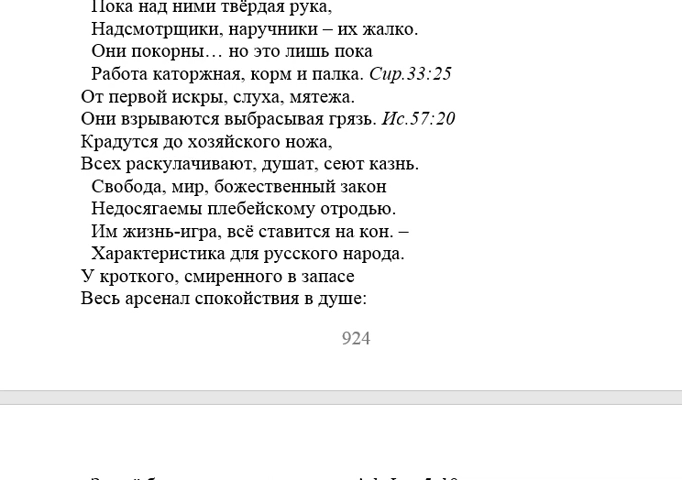 Пока над ними твёрдая рука,
Надсмотрщики, наручники – их жалко.
Они покорны… но это лишь пока
Работа каторжная, корм и палка. Сир.33:25
От первой искры, слуха, мятежа.
Они взрываются выбрасывая грязь. Ис.57:20
Крадутся до хозяйского ножа,
Всех раскулачивают, душат, сеют казнь.
Свобода, мир, божественный закон
Недосягаемы плебейскому отродью.
Им жизнь-игра, всё ставится на кон. –
Характеристика для русского народа.
У кроткого, смиренного в запасе
Весь арсенал спокойствия в душе:
924